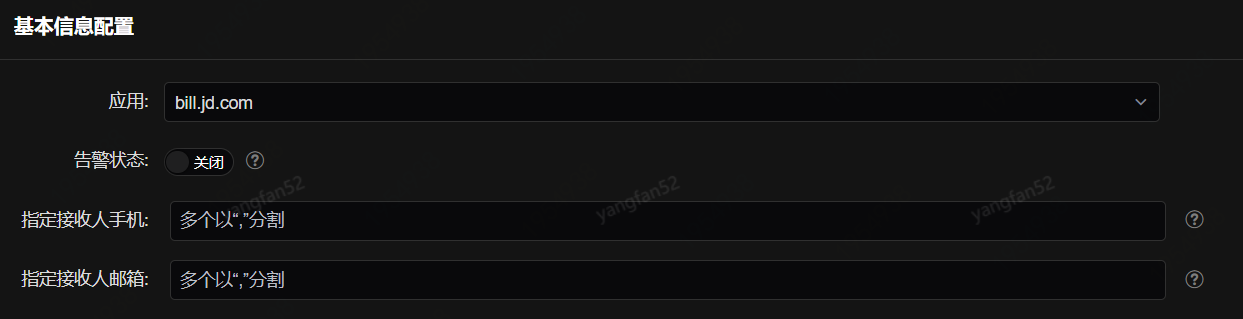 基本信息配置
应用: bill.jd.com
告警状态: 关闭 ?
yangfan52 yangfan52 yangfan52
指定接收人手机: 多个以“,”分割 ?
指定接收人邮箱: 多个以“,”分割 ?